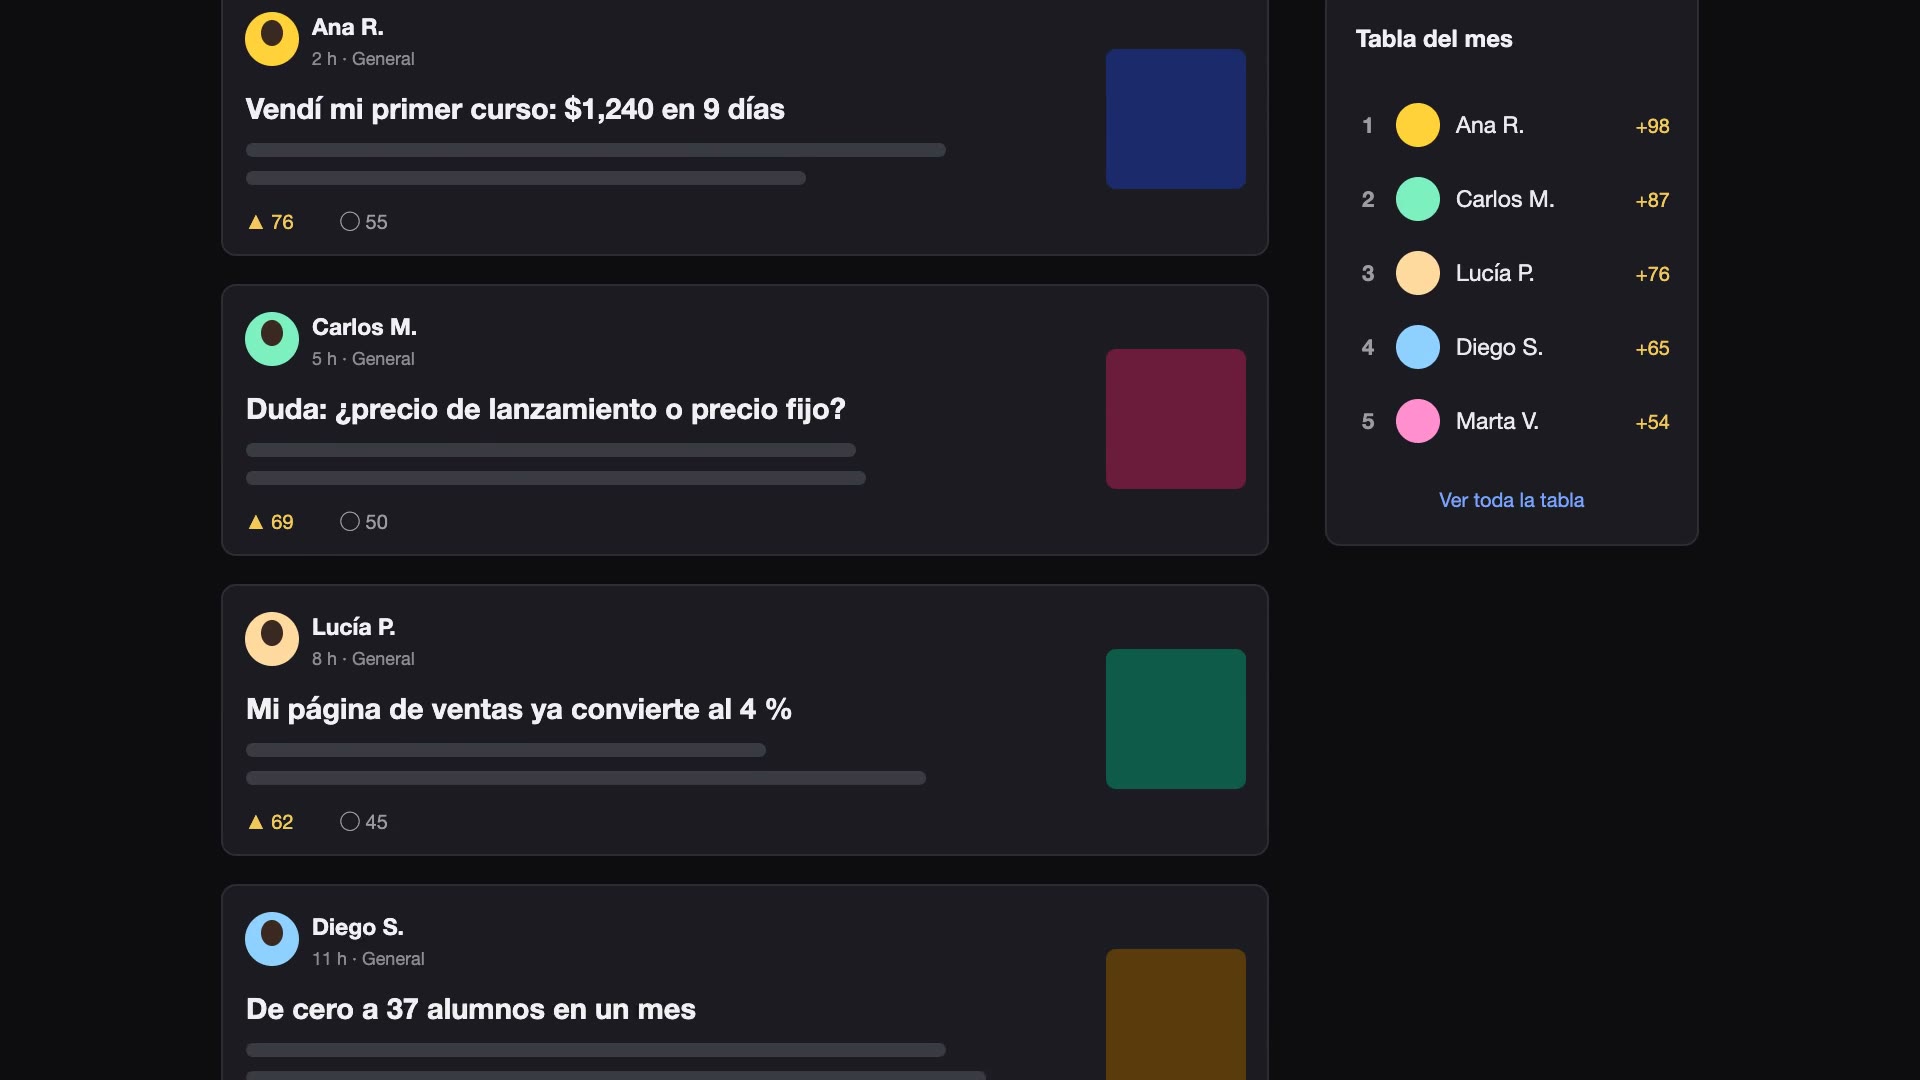 Ana R.
2 h · General
Vendí mi primer curso: $1,240 en 9 días
▲ 76 ◯ 55
Carlos M.
5 h · General
Duda: ¿precio de lanzamiento o precio fijo?
▲ 69 ◯ 50
Lucía P.
8 h · General
Mi página de ventas ya convierte al 4 %
▲ 62 ◯ 45
Diego S.
11 h · General
De cero a 37 alumnos en un mes
Tabla del mes
1 Ana R. +98
2 Carlos M. +87
3 Lucía P. +76
4 Diego S. +65
5 Marta V. +54
Ver toda la tabla